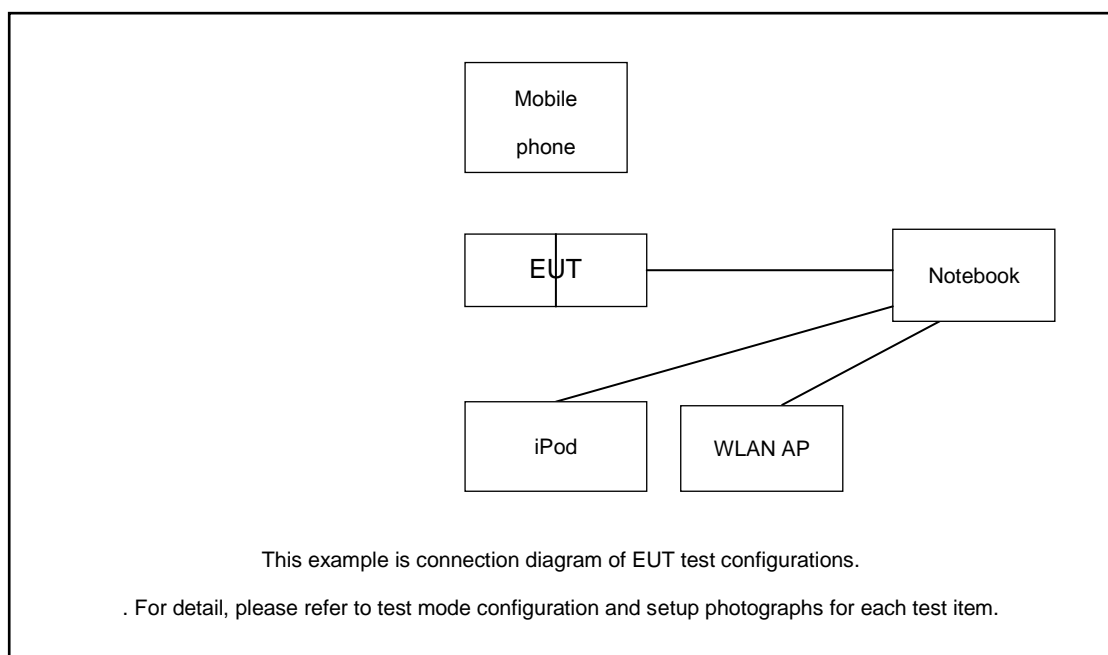 Mobile
phone
EUT
Notebook
iPod
WLAN AP
This example is connection diagram of EUT test configurations.
. For detail, please refer to test mode configuration and setup photographs for each test item.